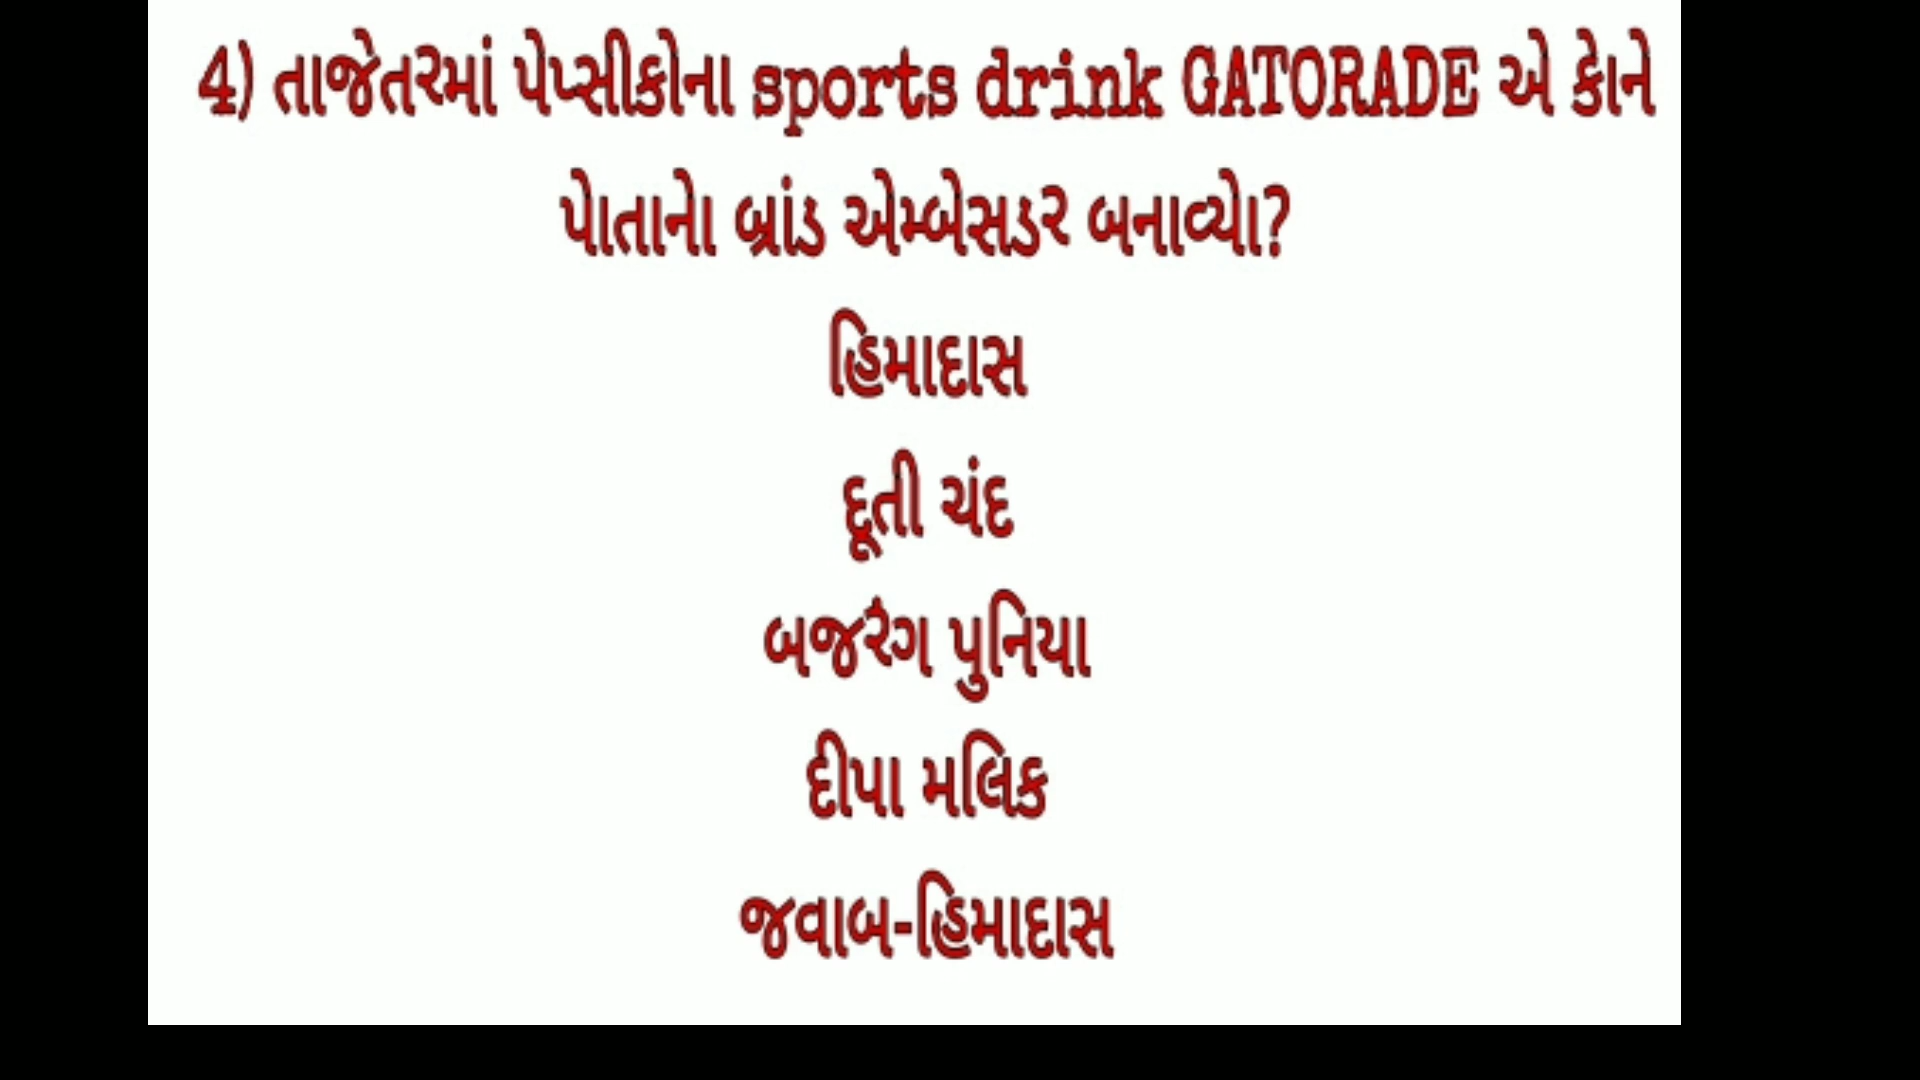 4) તાજેતરમાં પેપ્સીકોના sports drink GATORADE એ કોને
પોતાનો બ્રાંડ એમ્બેસડર બનાવ્યો?
હિમાદાસ
દૂતી ચંદ
બજરંગ પુનિયા
દીપા મલિક
જવાબ-હિમાદાસ